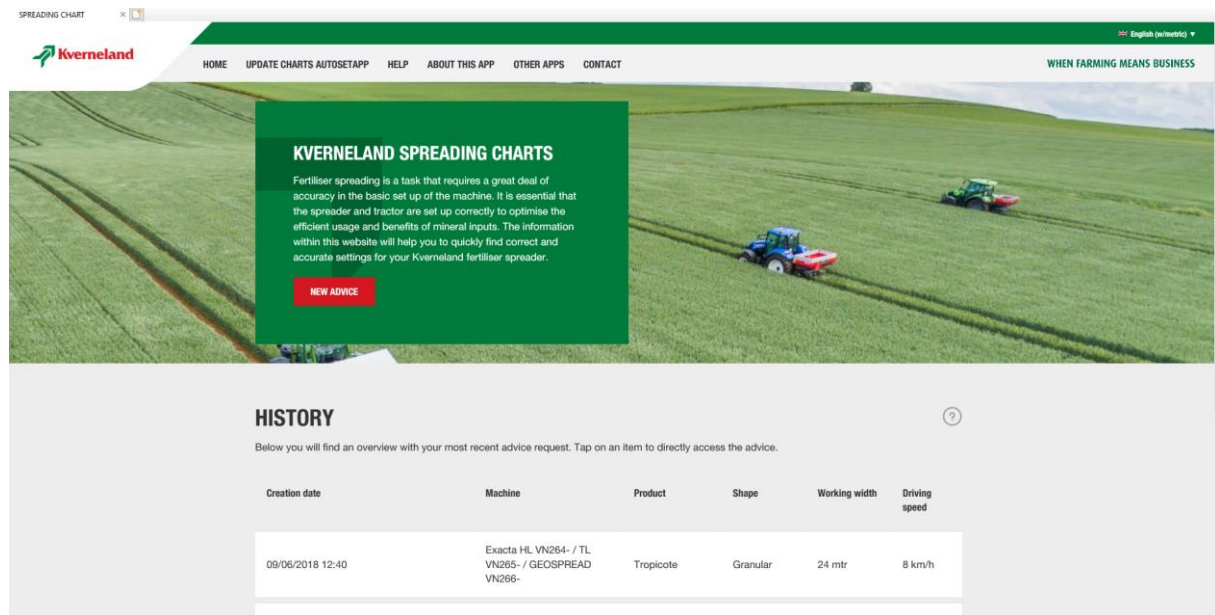 SPREADING CHART
English (w/metric)
Kverneland
HOME UPDATE CHARTS AUTOSETAPP HELP ABOUT THIS APP OTHER APPS CONTACT
WHEN FARMING MEANS BUSINESS
KVERNELAND SPREADING CHARTS
Fertiliser spreading is a task that requires a great deal of
accuracy in the basic set up of the machine. It is essential that
the spreader and tractor are set up correctly to optimise the
efficient usage and benefits of mineral inputs. The information
within this website will help you to quickly find correct and
accurate settings for your Kverneland fertiliser spreader.
NEW ADVICE
HISTORY
?
Below you will find an overview with your most recent advice request. Tap on an item to directly access the advice.
Creation date Machine Product Shape Working width Driving
speed
Exacta HL VN264- / TL
09/06/2018 12:40 VN265- / GEOSPREAD Tropicote Granular 24 mtr 8 km/h
VN266-